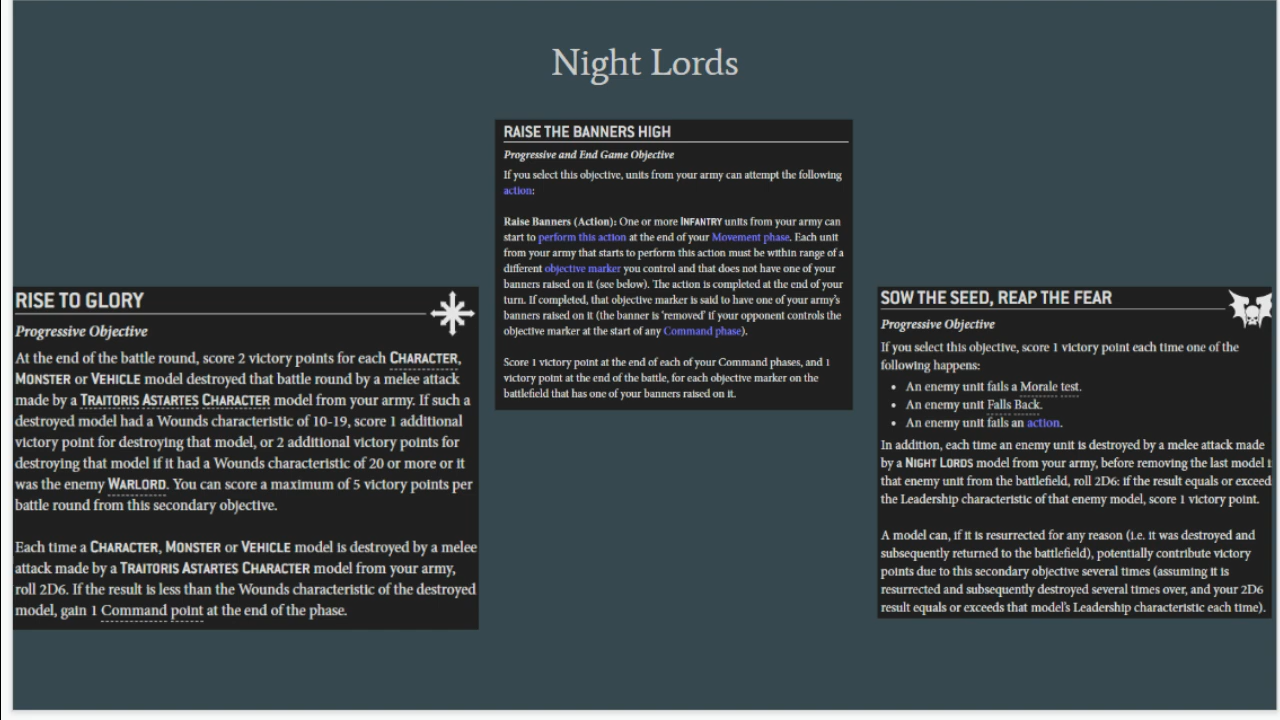 Night Lords
RISE TO GLORY
Progressive Objective
At the end of the battle round, score 2 victory points for each CHARACTER,
MONSTER or VEHICLE model destroyed that battle round by a melee attack
made by a TRAITORIS ASTARTES CHARACTER model from your army. If such a
destroyed model had a Wounds characteristic of 10-19, score 1 additional
victory point for destroying that model, or 2 additional victory points for
destroying that model if it had a Wounds characteristic of 20 or more or it
was the enemy WARLORD. You can score a maximum of 5 victory points per
battle round from this secondary objective.
Each time a CHARACTER, MONSTER or VEHICLE model is destroyed by a melee
attack made by a TRAITORIS ASTARTES CHARACTER model from your army,
roll 2D6. If the result is less than the Wounds characteristic of the destroyed
model, gain 1 Command point at the end of the phase.
RAISE THE BANNERS HIGH
Progressive and End Game Objective
If you select this objective, units from your army can attempt the following
action:
Raise Banners (Action): One or more INFANTRY units from your army can
start to perform this action at the end of your Movement phase. Each unit
from your army that starts to perform this action must be within range of a
different objective marker you control and that does not have one of your
banners raised on it (see below). The action is completed at the end of your
turn. If completed, that objective marker is said to have one of your army's
banners raised on it (the banner is 'removed' if your opponent controls the
objective marker at the start of any Command phase).
Score 1 victory point at the end of each of your Command phases, and 1
victory point at the end of the battle, for each objective marker on the
battlefield that has one of your banners raised on it.
SOW THE SEED, REAP THE FEAR
Progressive Objective
If you select this objective, score 1 victory point each time one of the
following happens:
• An enemy unit fails a Morale test.
• An enemy unit Falls Back.
• An enemy unit fails an action.
In addition, each time an enemy unit is destroyed by a melee attack made
by a NIGHT LORDS model from your army, before removing the last model i
that enemy unit from the battlefield, roll 2D6: if the result equals or exceed
the Leadership characteristic of that enemy model, score 1 victory point.
A model can, if it is resurrected for any reason (i.e. it was destroyed and
subsequently returned to the battlefield), potentially contribute victory
points due to this secondary objective several times (assuming it is
resurrected and subsequently destroyed several times over, and your 2D6
result equals or exceeds that model's Leadership characteristic each time).